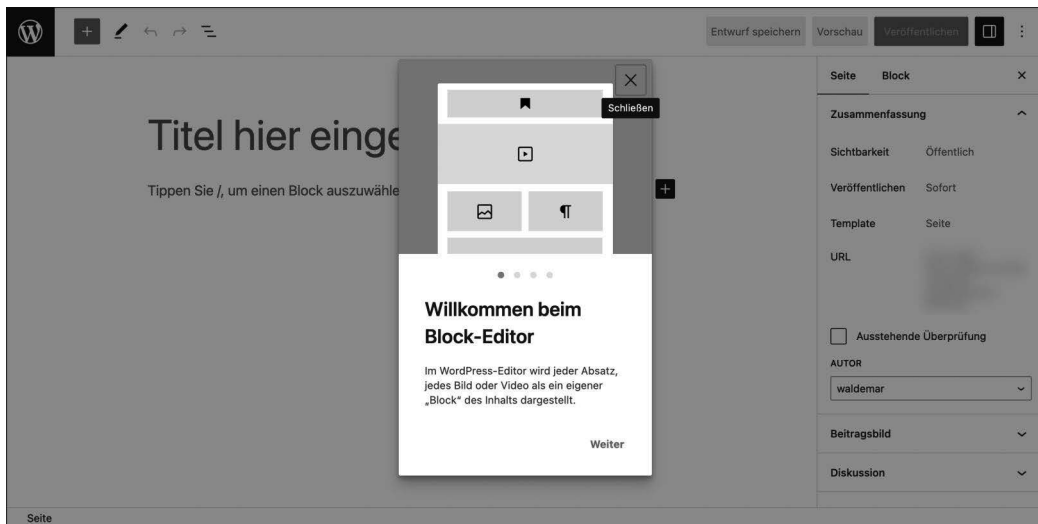 Entwurf speichern Vorschau Veröffentlichen
Seite Block
Schließen
Zusammenfassung
Titel hier einge
Sichtbarkeit Öffentlich
Tippen Sie /, um einen Block auszuwähle
Veröffentlichen Sofort
Template Seite
URL
Willkommen beim
Block-Editor
Ausstehende Überprüfung
AUTOR
Im WordPress-Editor wird jeder Absatz,
jedes Bild oder Video als ein eigener
„Block“ des Inhalts dargestellt.
waldemar
Beitragsbild
Weiter
Diskussion
Seite